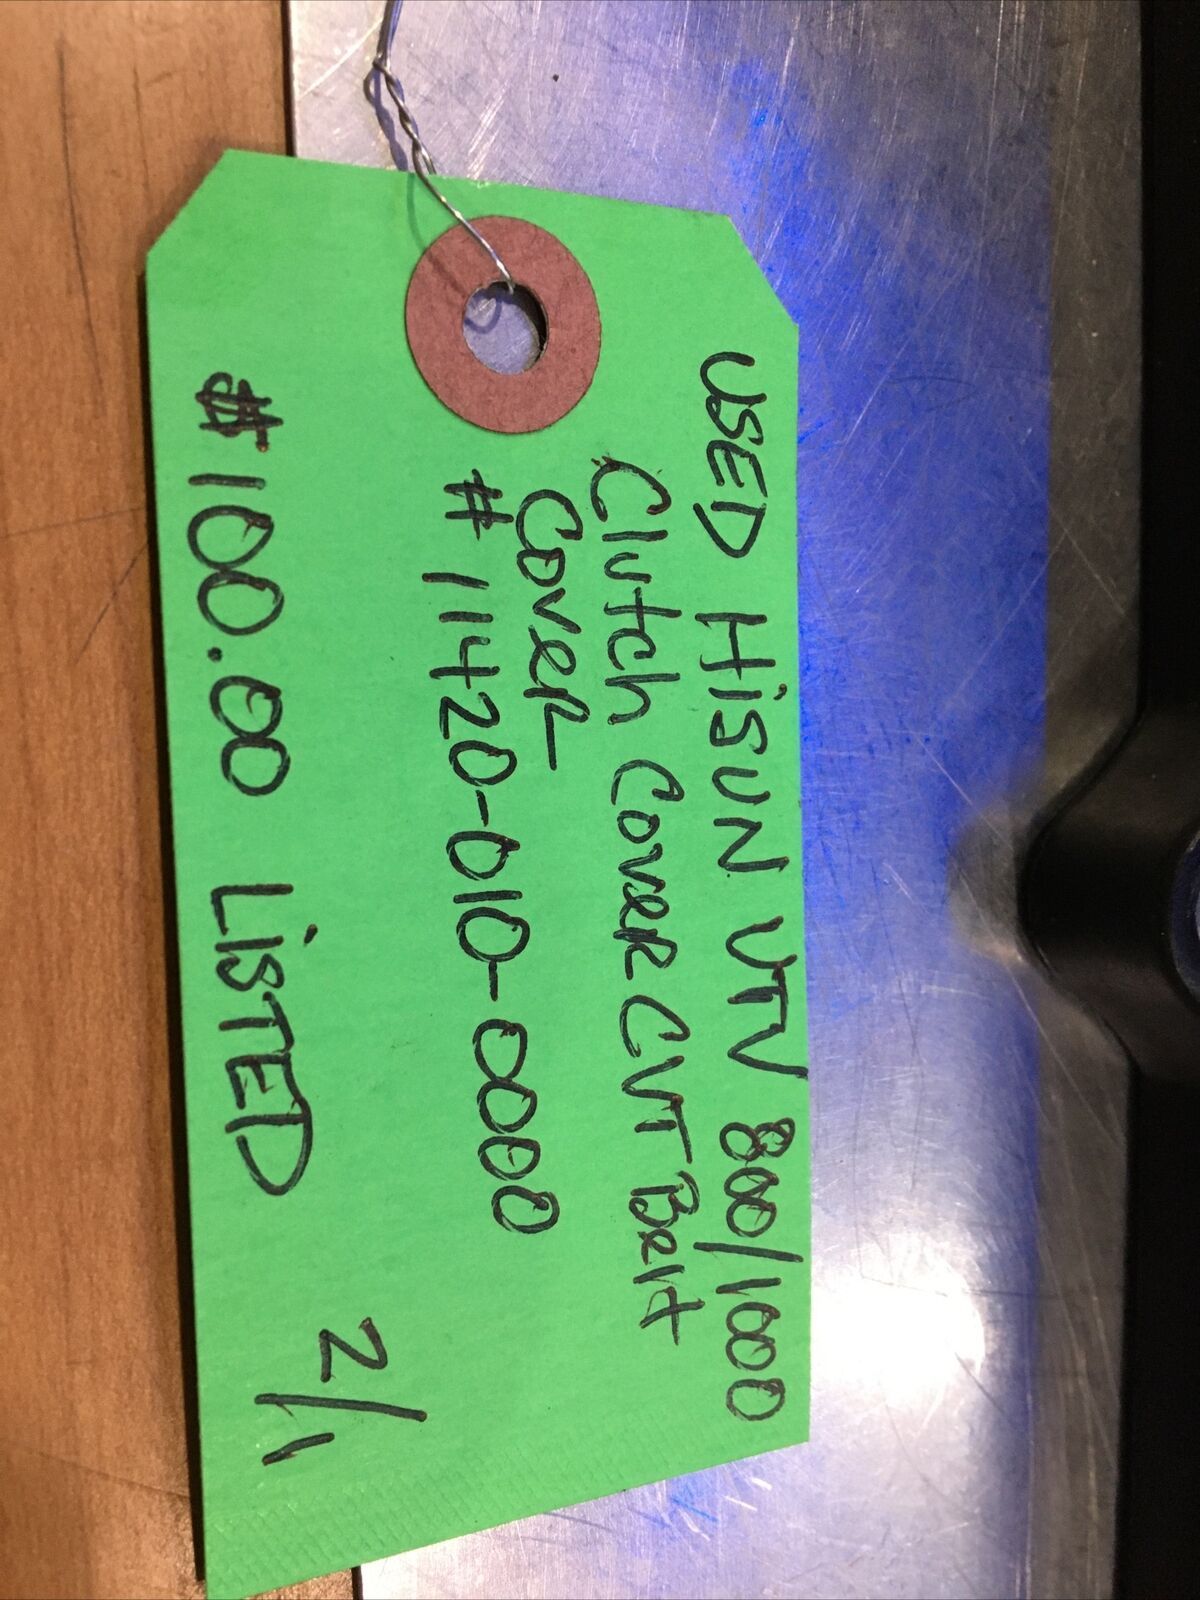 USED HiSUN UTV 800/1000
Clutch Cover CVT Belt
Cover
# 11420-010-0000
$100.00 LiSTED
2/1